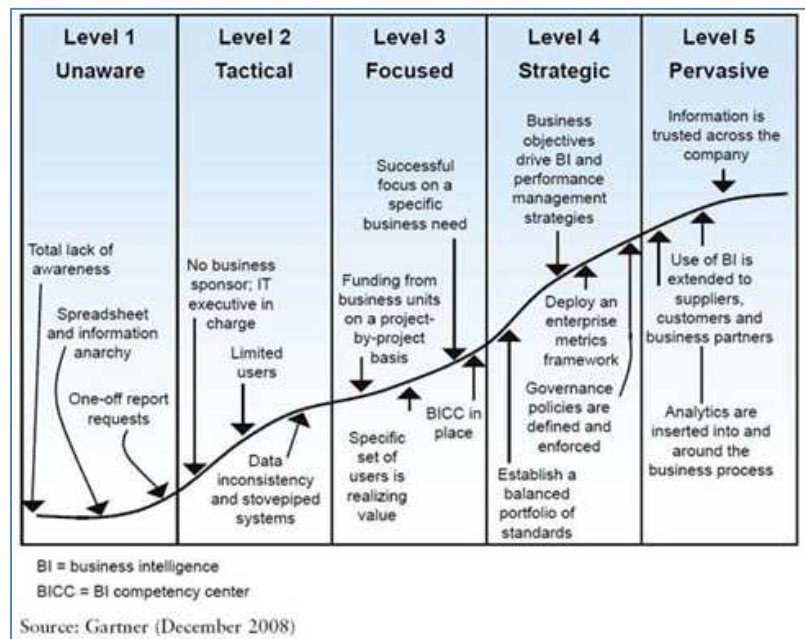 Level 1
Unaware
Level 2
Tactical
Level 3
Focused
Level 4
Strategic
Level 5
Pervasive
Total lack of
awareness
Spreadsheet
and information
anarchy
One-off report
requests
No business
sponsor; IT
executive in
charge
Limited
users
Data
inconsistency
and stovepiped
systems
Successful
focus on a
specific
business need
Funding from
business units
on a project-
by-project
basis
Specific
set of
users is
realizing
value
BICC in
place
Business
objectives
drive BI and
performance
management
strategies
Deploy an
enterprise
metrics
framework
Governance
policies are
defined and
enforced
Establish a
balanced
portfolio of
standards
Information is
trusted across the
company
Use of BI is
extended to
suppliers,
customers and
business partners
Analytics are
inserted into and
around the
business process
BI = business intelligence
BICC = BI competency center
Source: Gartner (December 2008)